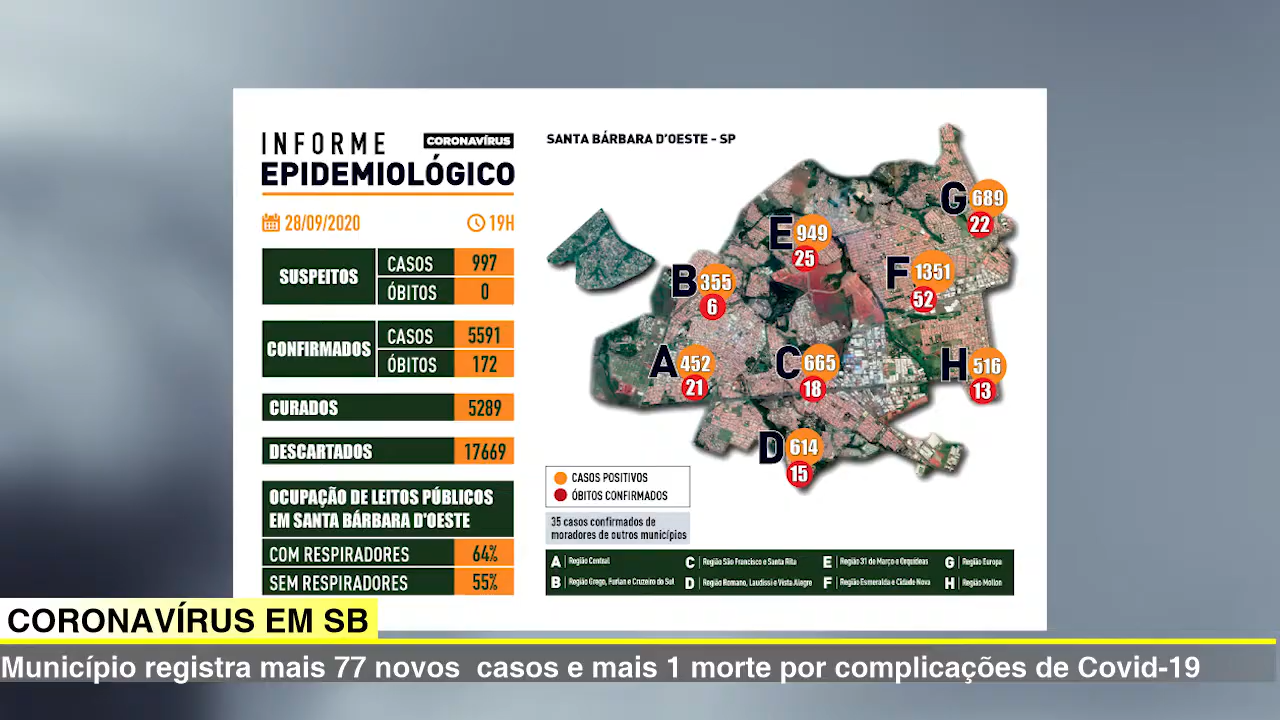 INFORME
CORONAVÍRUS
EPIDEMIOLÓGICO
28/09/2020
19H
SUSPEITOS
CASOS 997
ÓBITOS 0
CONFIRMADOS
CASOS 5591
ÓBITOS 172
CURADOS 5289
DESCARTADOS 17669
OCUPAÇÃO DE LEITOS PÚBLICOS
EM SANTA BÁRBARA D'OESTE
COM RESPIRADORES 64%
SEM RESPIRADORES 55%
SANTA BÁRBARA D'OESTE - SP
G 689
22
E 949
25
F 1351
52
B 355
6
A 452
21
C 665
18
H 516
13
D 614
15
CASOS POSITIVOS
ÓBITOS CONFIRMADOS
35 casos confirmados de
moradores de outros municípios
A Região Central
B Região Grego, Furlan e Cruzeiro do Sul
C Região São Francisco e Santa Rita
D Região Romano, Laudissi e Vista Alegre
E Região 31 de Março e Orquídeas
F Região Esmeralda e Cidade Nova
G Região Europa
H Região Mollon
CORONAVÍRUS EM SB
Município registra mais 77 novos  casos e mais 1 morte por complicações de Covid-19